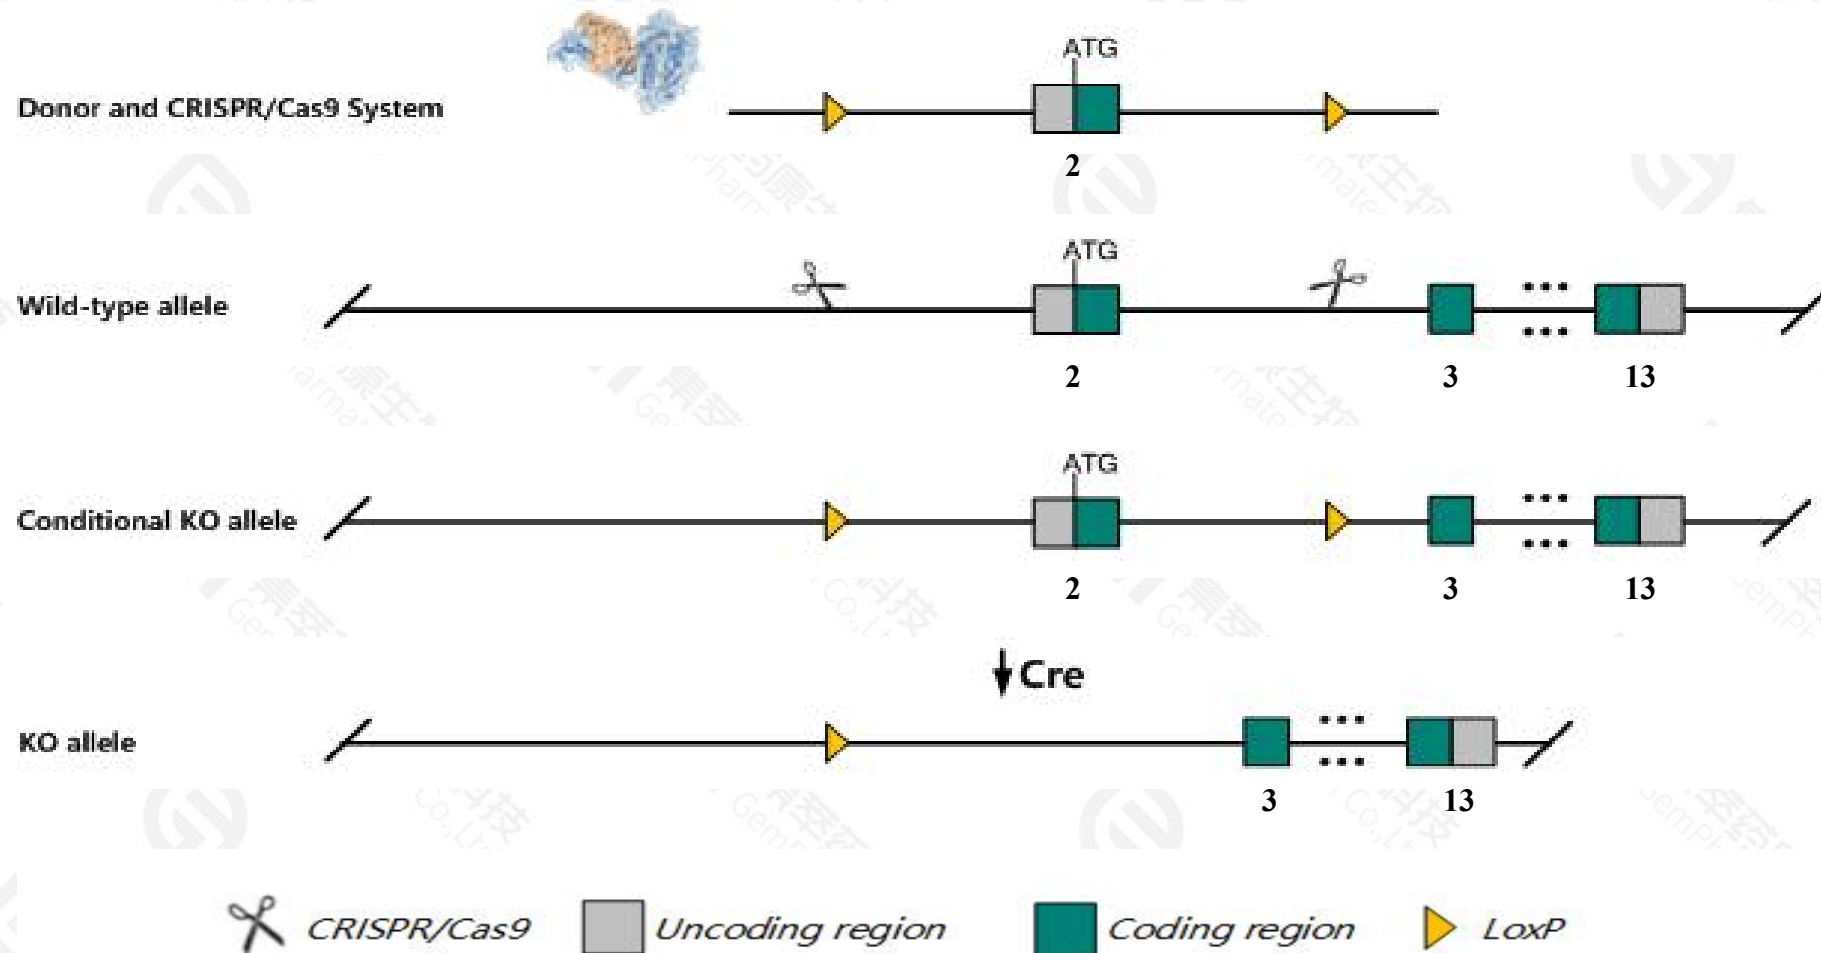 ATG
Donor and CRISPR/Cas9 System
2
ATG
Wild-type allele
2 3 13
ATG
Conditional KO allele
2 3 13
Cre
KO allele
3 13
CRISPR/Cas9 Uncoding region Coding region LoxP